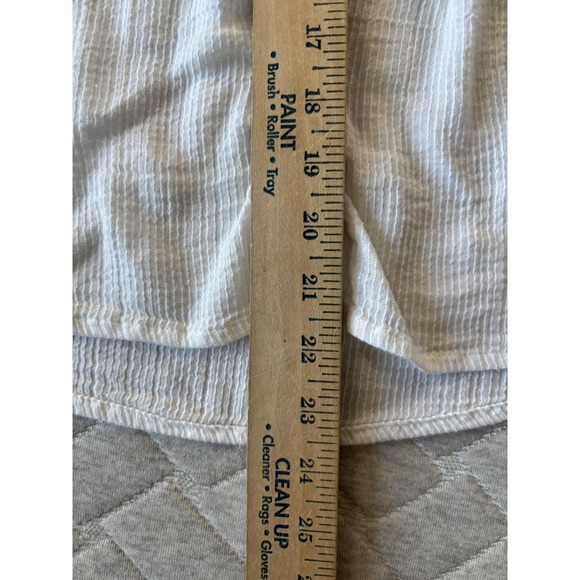 17
18
19
20
21
22
23
24
25
PAINT
• Brush • Roller • Tray
CLEAN UP
• Cleaner • Rags • Gloves